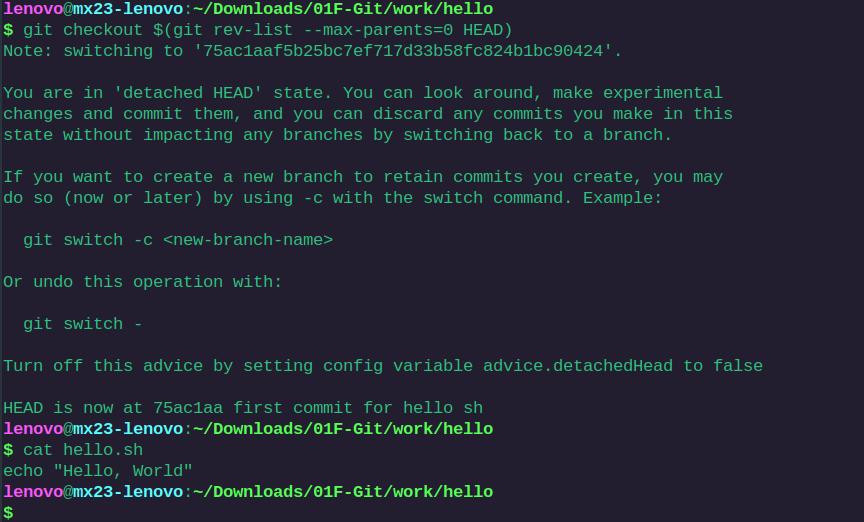 lenovo@mx23-lenovo:~/Downloads/01F-Git/work/hello
$ git checkout $(git rev-list --max-parents=0 HEAD)
Note: switching to '75ac1aaf5b25bc7ef717d33b58fc824b1bc90424'.
You are in 'detached HEAD' state. You can look around, make experimental
changes and commit them, and you can discard any commits you make in this
state without impacting any branches by switching back to a branch.
If you want to create a new branch to retain commits you create, you may
do so (now or later) by using -c with the switch command. Example:
git switch -c <new-branch-name>
Or undo this operation with:
git switch -
Turn off this advice by setting config variable advice.detachedHead to false
HEAD is now at 75ac1aa first commit for hello sh
lenovo@mx23-lenovo:~/Downloads/01F-Git/work/hello
$ cat hello.sh
echo "Hello, World"
lenovo@mx23-lenovo:~/Downloads/01F-Git/work/hello
$